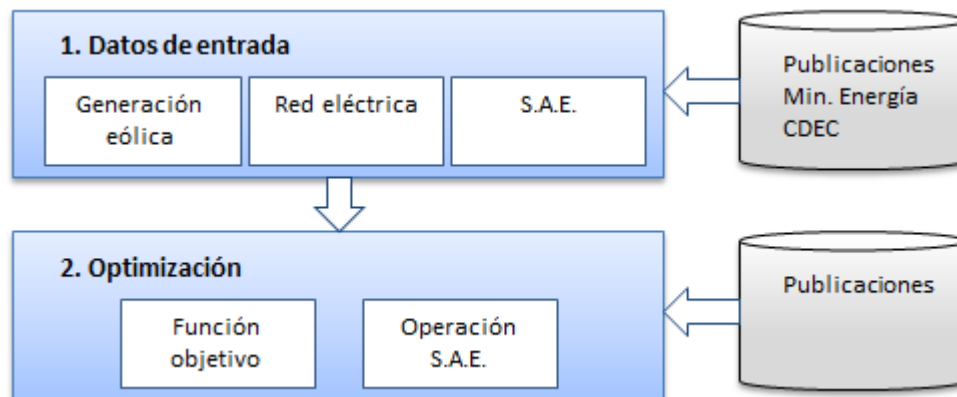 1. Datos de entrada
Generación
eólica
Red eléctrica
S.A.E.
Publicaciones
Min. Energía
CDEC
2. Optimización
Función
objetivo
Operación
S.A.E.
Publicaciones